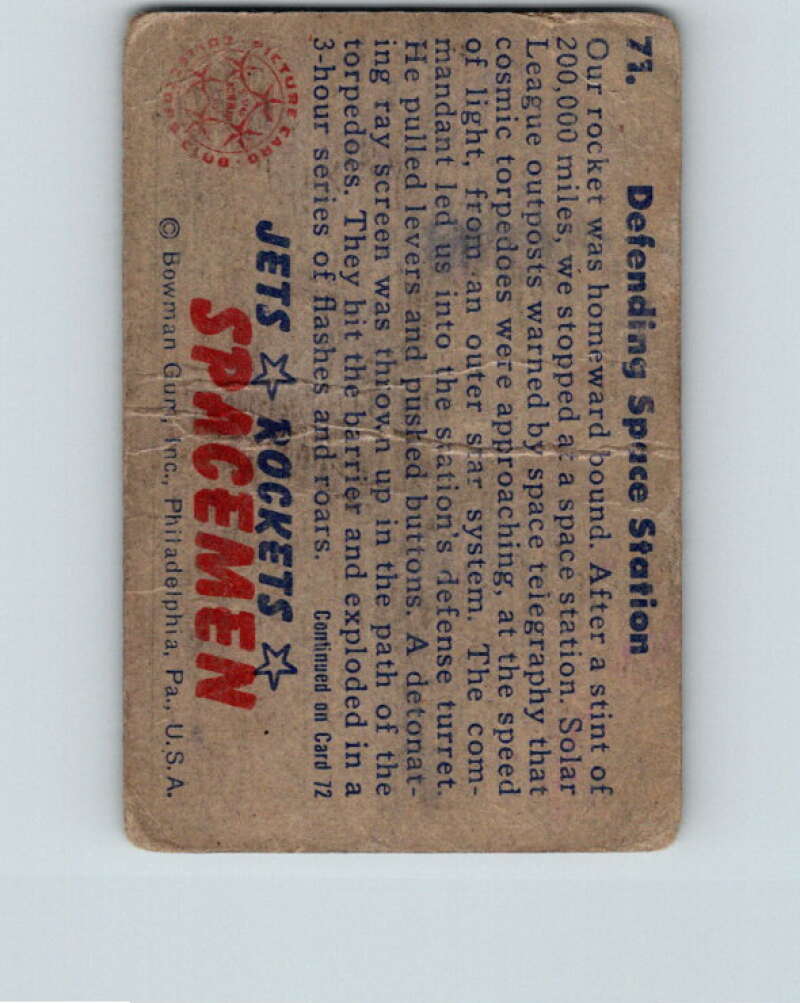 71. Defending Space Station
Our rocket was homeward bound. After a stint of
200,000 miles, we stopped at a space station. Solar
League outposts warned by space telegraphy that
cosmic torpedoes were approaching, at the speed
of light, from an outer star system. The com-
mandant led us into the station's defense turret.
He pulled levers and pushed buttons. A detonat-
ing ray screen was thrown up in the path of the
torpedoes. They hit the barrier and exploded in a
3-hour series of flashes and roars.
Continued on Card 72
JETS ☆ ROCKETS ☆
SPACEMEN
© Bowman Gum, Inc., Philadelphia, Pa., U.S.A.
PICTURE CARD